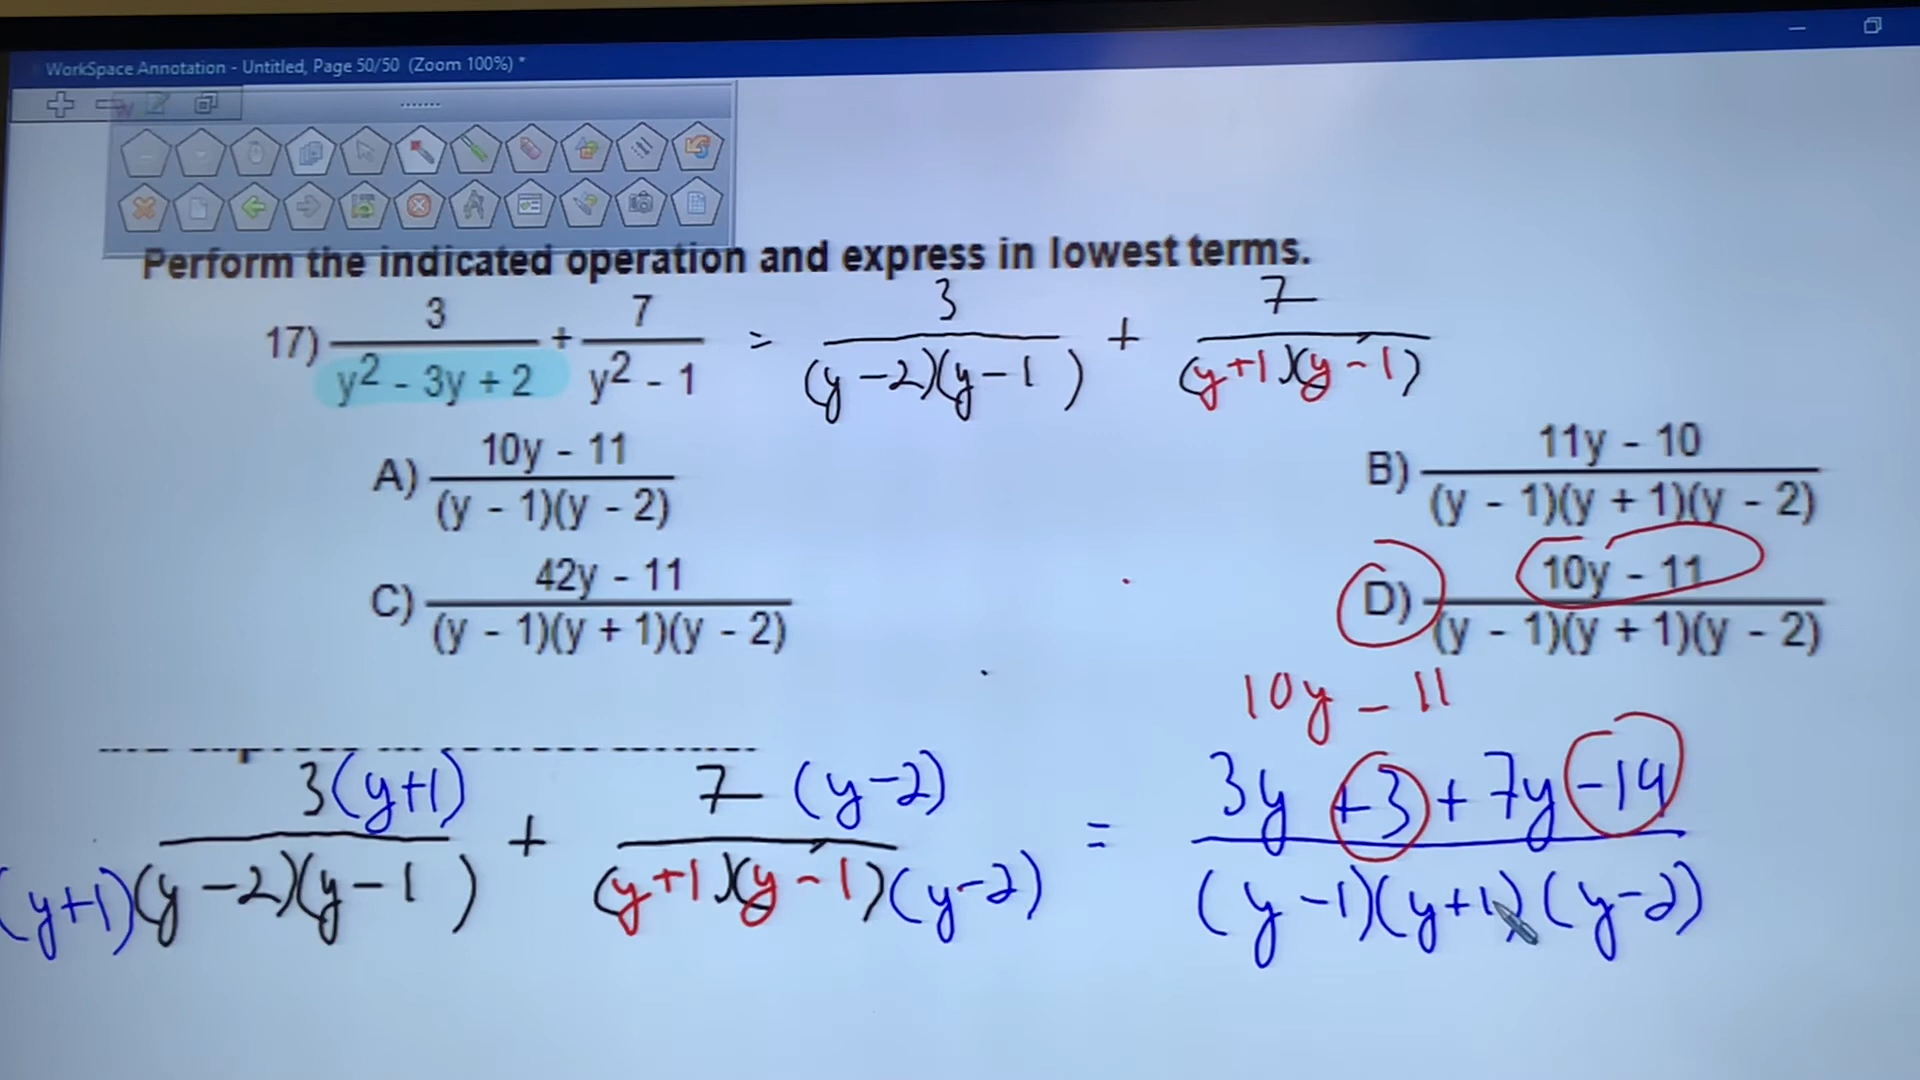 WorkSpace Annotation - Untitled, Page 50/50 (Zoom 100%) *
Perform the indicated operation and express in lowest terms.
17) 3/(y² - 3y + 2) + 7/(y² - 1) = 3/((y-2)(y-1)) + 7/((y+1)(y-1))
A) (10y - 11)/((y - 1)(y - 2))
B) (11y - 10)/((y - 1)(y + 1)(y - 2))
C) (42y - 11)/((y - 1)(y + 1)(y - 2))
D) (10y - 11)/((y - 1)(y + 1)(y - 2))
10y - 11
3(y+1)/((y+1)(y-2)(y-1)) + 7(y-2)/((y+1)(y-1)(y-2)) = (3y +3 + 7y -14)/((y-1)(y+1)(y-2))